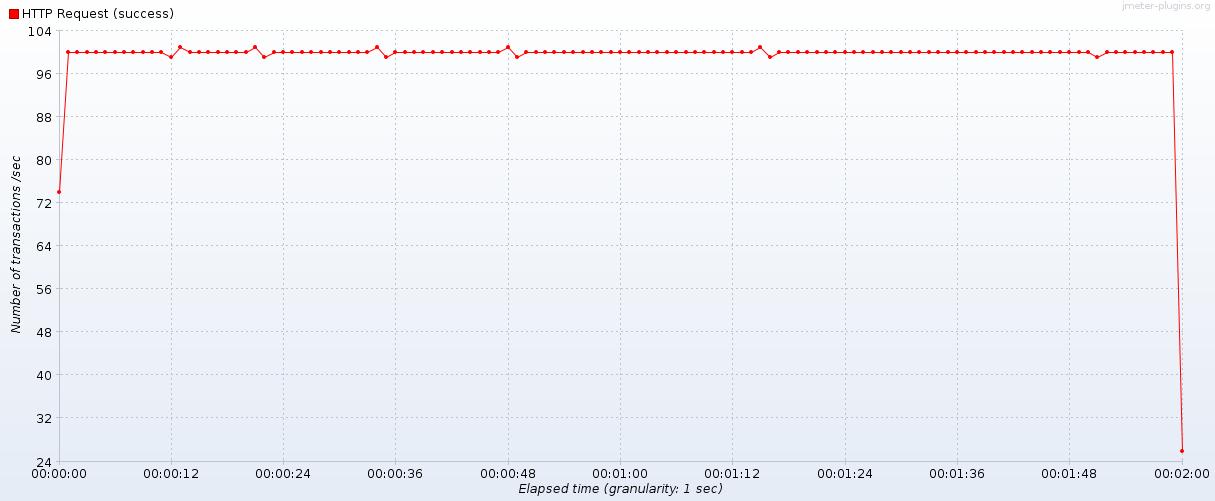 HTTP Request (success)
jmeter-plugins.org
104
96
88
80
72
64
56
48
40
32
24
Number of transactions /sec
00:00:00 00:00:12 00:00:24 00:00:36 00:00:48 00:01:00 00:01:12 00:01:24 00:01:36 00:01:48 00:02:00
Elapsed time (granularity: 1 sec)